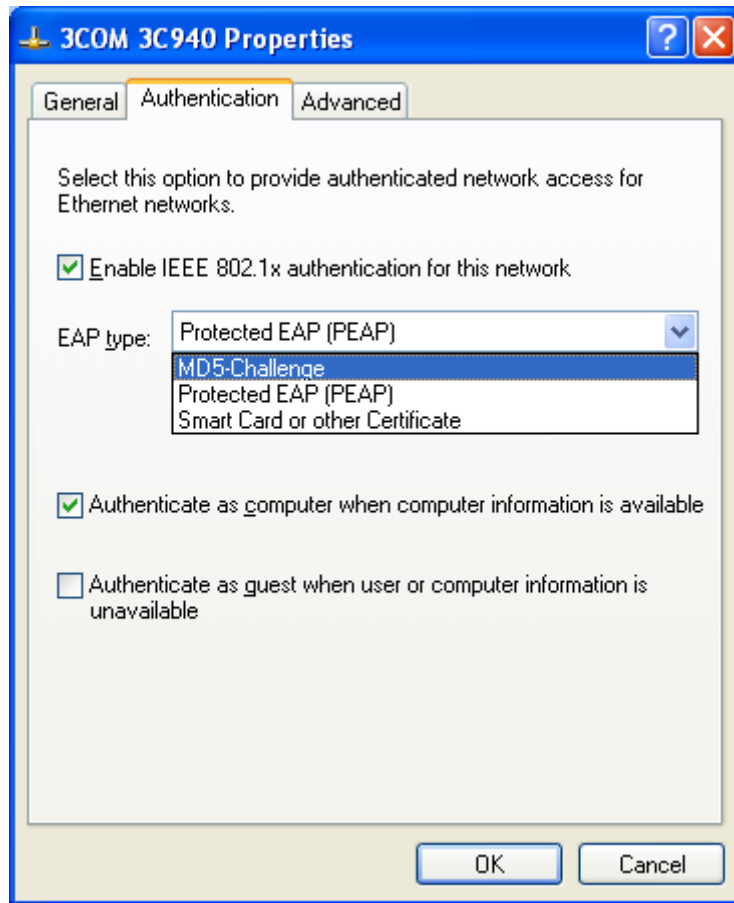 3COM 3C940 Properties
General Authentication Advanced
Select this option to provide authenticated network access for
Ethernet networks.
Enable IEEE 802.1x authentication for this network
EAP type: Protected EAP (PEAP)
MD5-Challenge
Protected EAP (PEAP)
Smart Card or other Certificate
Authenticate as computer when computer information is available
Authenticate as guest when user or computer information is
unavailable
OK Cancel